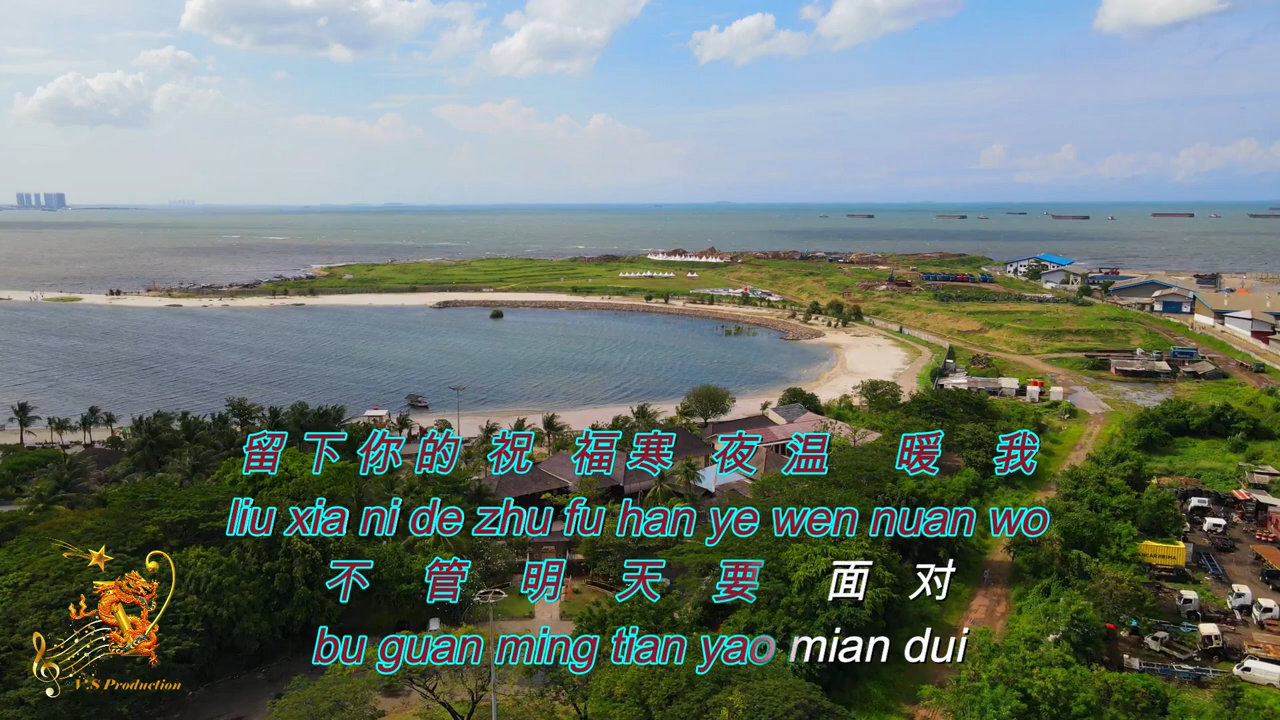 留下你的祝福寒夜温暖我
liu xia ni de zhu fu han ye wen nuan wo
不管明天要面对
bu guan ming tian yao mian dui
V.S Production